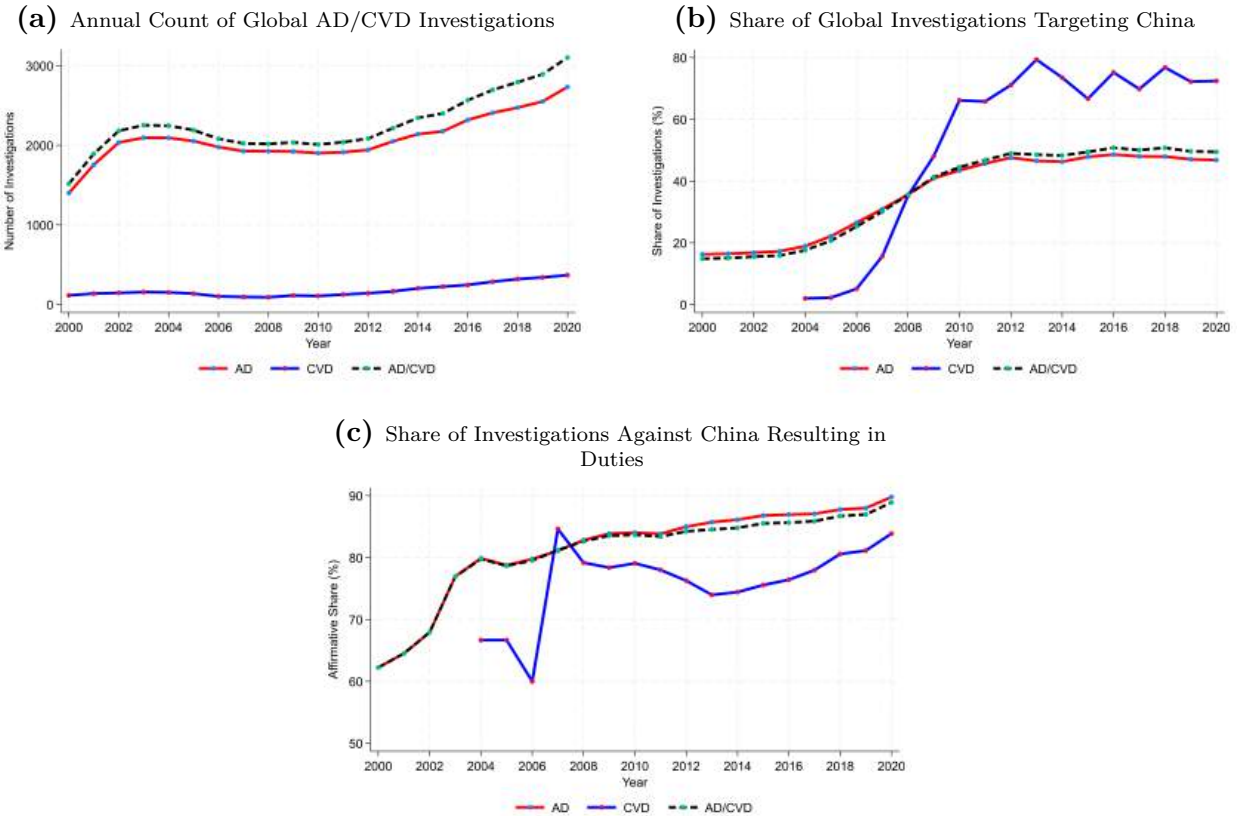 (a) Annual Count of Global AD/CVD Investigations
Number of Investigations
3000
2000
1000
0
2000 2002 2004 2006 2008 2010 2012 2014 2016 2018 2020
Year
AD CVD AD/CVD
(b) Share of Global Investigations Targeting China
Share of Investigations (%)
80
60
40
20
0
2000 2002 2004 2006 2008 2010 2012 2014 2016 2018 2020
Year
AD CVD AD/CVD
(c) Share of Investigations Against China Resulting in
Duties
Affirmative Share (%)
90
80
70
60
50
2000 2002 2004 2006 2008 2010 2012 2014 2016 2018 2020
Year
AD CVD AD/CVD